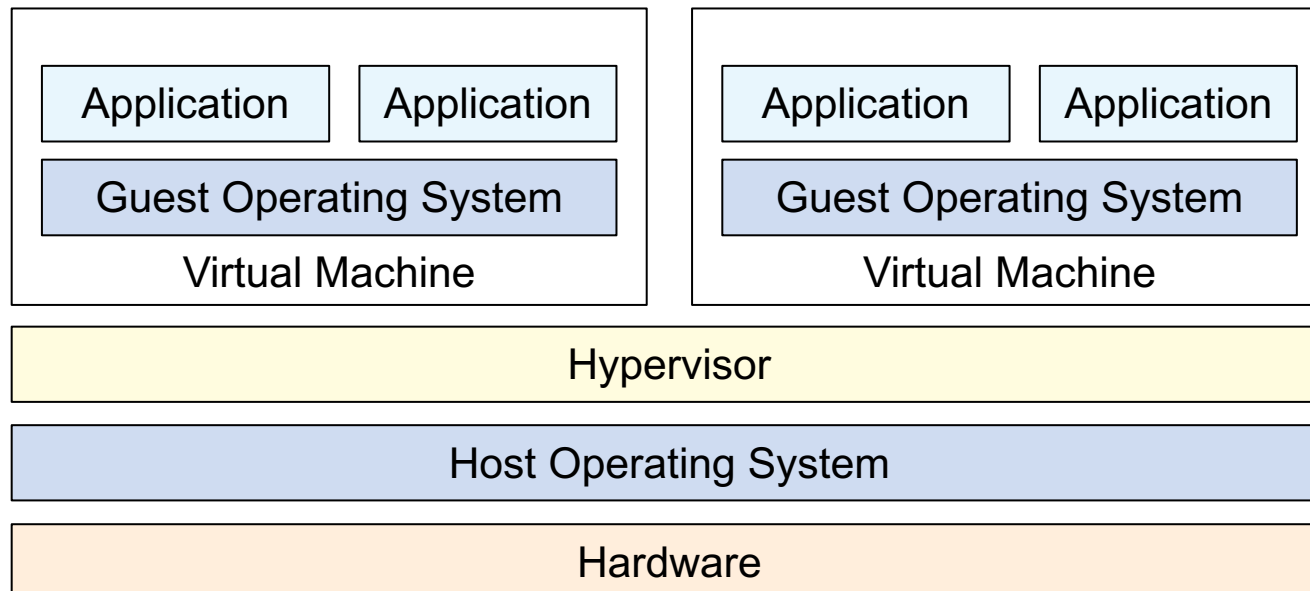 Application Application Application Application
Guest Operating System Guest Operating System
Virtual Machine Virtual Machine
Hypervisor
Host Operating System
Hardware